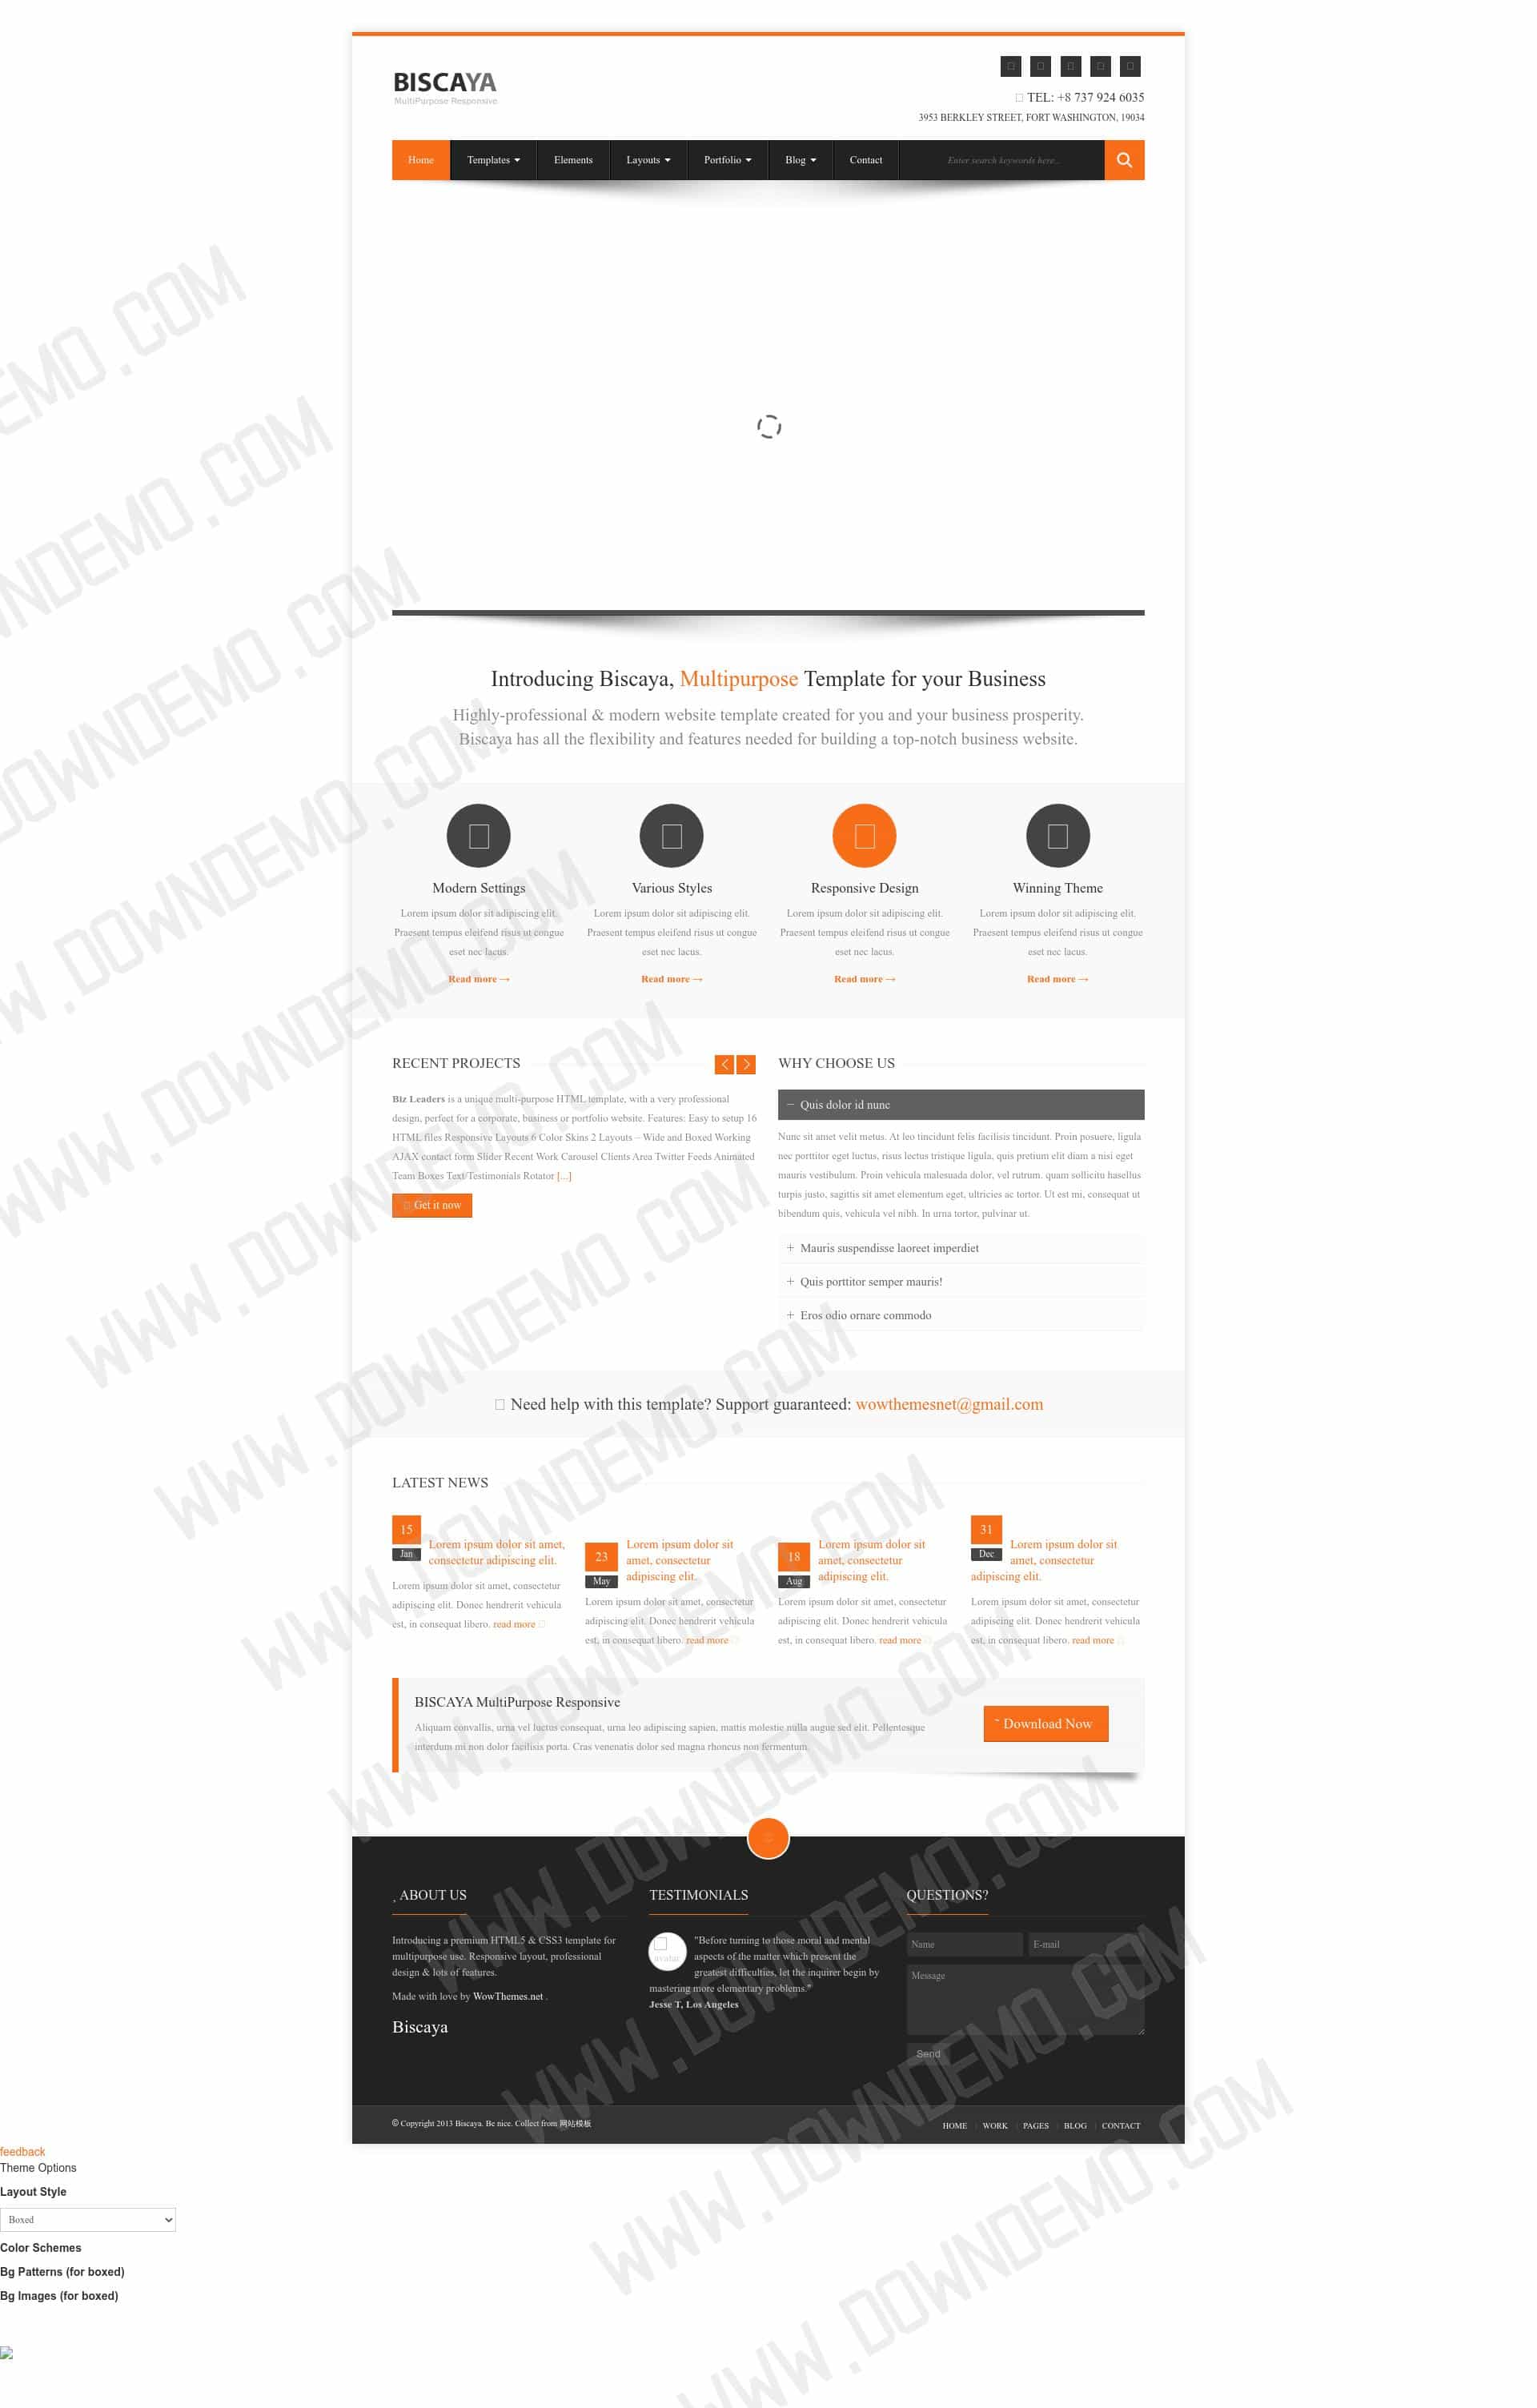 BISCAYA
MultiPurpose Responsive
TEL: +8 737 924 6035
3953 BERKLEY STREET, FORT WASHINGTON, 19034
Home Templates Elements Layouts Portfolio Blog Contact Enter search keywords here...
Introducing Biscaya, Multipurpose Template for your Business
Highly-professional & modern website template created for you and your business prosperity.
Biscaya has all the flexibility and features needed for building a top-notch business website.
Modern Settings
Lorem ipsum dolor sit adipiscing elit.
Praesent tempus eleifend risus ut congue
eset nec lacus.
Read more →
Various Styles
Lorem ipsum dolor sit adipiscing elit.
Praesent tempus eleifend risus ut congue
eset nec lacus.
Read more →
Responsive Design
Lorem ipsum dolor sit adipiscing elit.
Praesent tempus eleifend risus ut congue
eset nec lacus.
Read more →
Winning Theme
Lorem ipsum dolor sit adipiscing elit.
Praesent tempus eleifend risus ut congue
eset nec lacus.
Read more →
RECENT PROJECTS
Biz Leaders is a unique multi-purpose HTML template, with a very professional
design, perfect for a corporate, business or portfolio website. Features: Easy to setup 16
HTML files Responsive Layouts 6 Color Skins 2 Layouts – Wide and Boxed Working
AJAX contact form Slider Recent Work Carousel Clients Area Twitter Feeds Animated
Team Boxes Text/Testimonials Rotator [...]
Get it now
WHY CHOOSE US
− Quis dolor id nunc
Nunc sit amet velit metus. At leo tincidunt felis facilisis tincidunt. Proin posuere, ligula
nec porttitor eget luctus, risus lectus tristique ligula, quis pretium elit diam a nisi eget
mauris vestibulum. Proin vehicula malesuada dolor, vel rutrum. quam sollicitu hasellus
turpis justo, sagittis sit amet elementum eget, ultricies ac tortor. Ut est mi, consequat ut
bibendum quis, vehicula vel nibh. In urna tortor, pulvinar ut.
+ Mauris suspendisse laoreet imperdiet
+ Quis porttitor semper mauris!
+ Eros odio ornare commodo
Need help with this template? Support guaranteed: wowthemesnet@gmail.com
LATEST NEWS
15
Jan
Lorem ipsum dolor sit amet,
consectetur adipiscing elit.
Lorem ipsum dolor sit amet, consectetur
adipiscing elit. Donec hendrerit vehicula
est, in consequat libero. read more
23
May
Lorem ipsum dolor sit
amet, consectetur
adipiscing elit.
Lorem ipsum dolor sit amet, consectetur
adipiscing elit. Donec hendrerit vehicula
est, in consequat libero. read more
18
Aug
Lorem ipsum dolor sit
amet, consectetur
adipiscing elit.
Lorem ipsum dolor sit amet, consectetur
adipiscing elit. Donec hendrerit vehicula
est, in consequat libero. read more
31
Dec
Lorem ipsum dolor sit
amet, consectetur
adipiscing elit.
Lorem ipsum dolor sit amet, consectetur
adipiscing elit. Donec hendrerit vehicula
est, in consequat libero. read more
BISCAYA MultiPurpose Responsive
Aliquam convallis, urna vel luctus consequat, urna leo adipiscing sapien, mattis molestie nulla augue sed elit. Pellentesque
interdum mi non dolor facilisis porta. Cras venenatis dolor sed magna rhoncus non fermentum
Download Now
ABOUT US
Introducing a premium HTML5 & CSS3 template for
multipurpose use. Responsive layout, professional
design & lots of features.
Made with love by WowThemes.net .
Biscaya
TESTIMONIALS
avatar
"Before turning to those moral and mental
aspects of the matter which present the
greatest difficulties, let the inquirer begin by
mastering more elementary problems."
Jesse T, Los Angeles
QUESTIONS?
Name E-mail
Message
Send
© Copyright 2013 Biscaya. Be nice. Collect from 网站模板
HOME WORK PAGES BLOG CONTACT
feedback
Theme Options
Layout Style
Boxed
Color Schemes
Bg Patterns (for boxed)
Bg Images (for boxed)
WWW.DOWNDEMO.COM
WWW.DOWNDEMO.COM
WWW.DOWNDEMO.COM
WWW.DOWNDEMO.COM
WWW.DOWNDEMO.COM
WWW.DOWNDEMO.COM
WWW.DOWNDEMO.COM
WWW.DOWNDEMO.COM